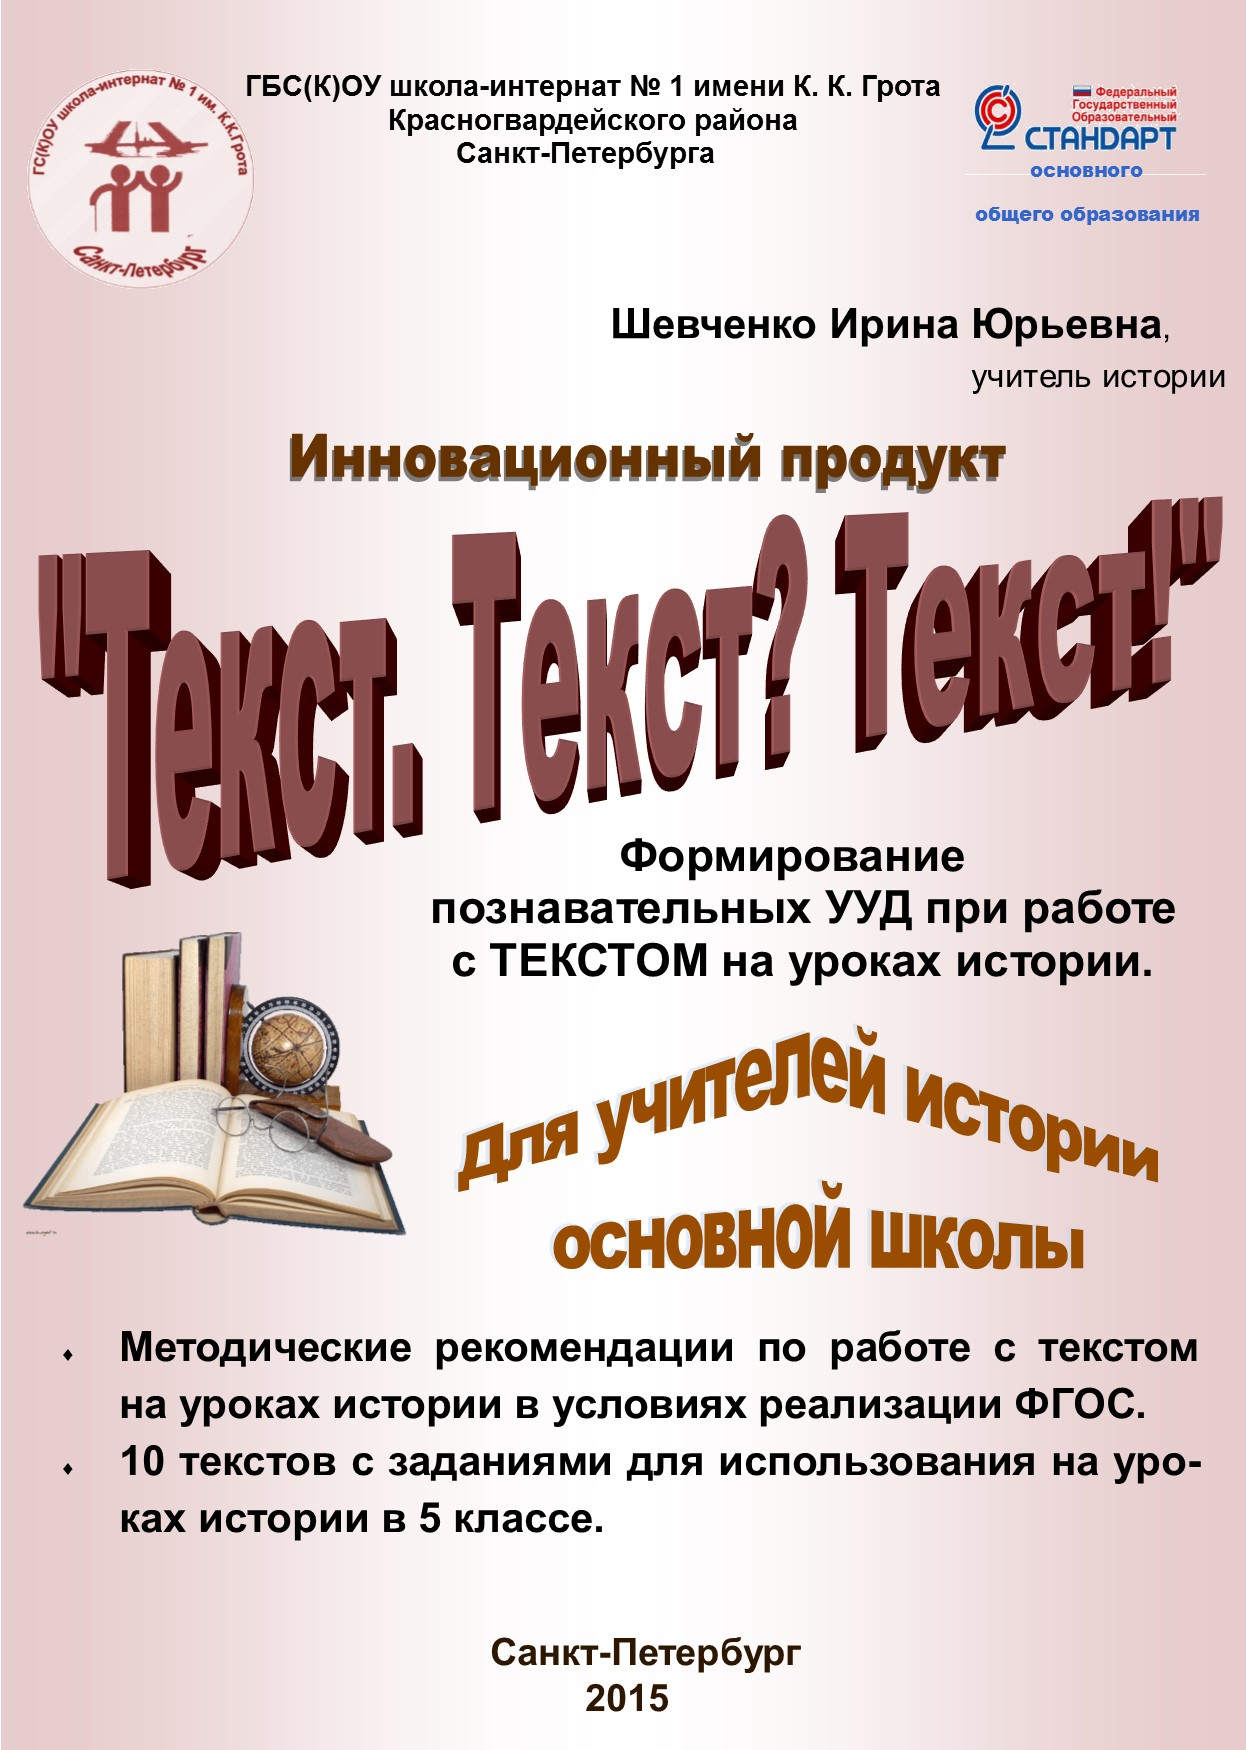 ГС(К)ОУ школа-интернат № 1 им. К.К.Грота
Санкт-Петербург
ГБС(К)ОУ школа-интернат № 1 имени К. К. Грота
Красногвардейского района
Санкт-Петербурга
Федеральный
Государственный
Образовательный
СТАНДАРТ
основного
общего образования
Шевченко Ирина Юрьевна,
учитель истории
Инновационный продукт
"Текст. Текст? Текст!"
Формирование
познавательных УУД при работе
с ТЕКСТОМ на уроках истории.
Для учителей истории
основной школы
Методические рекомендации по работе с текстом
на уроках истории в условиях реализации ФГОС.
10 текстов с заданиями для использования на уро-
ках истории в 5 классе.
Санкт-Петербург
2015